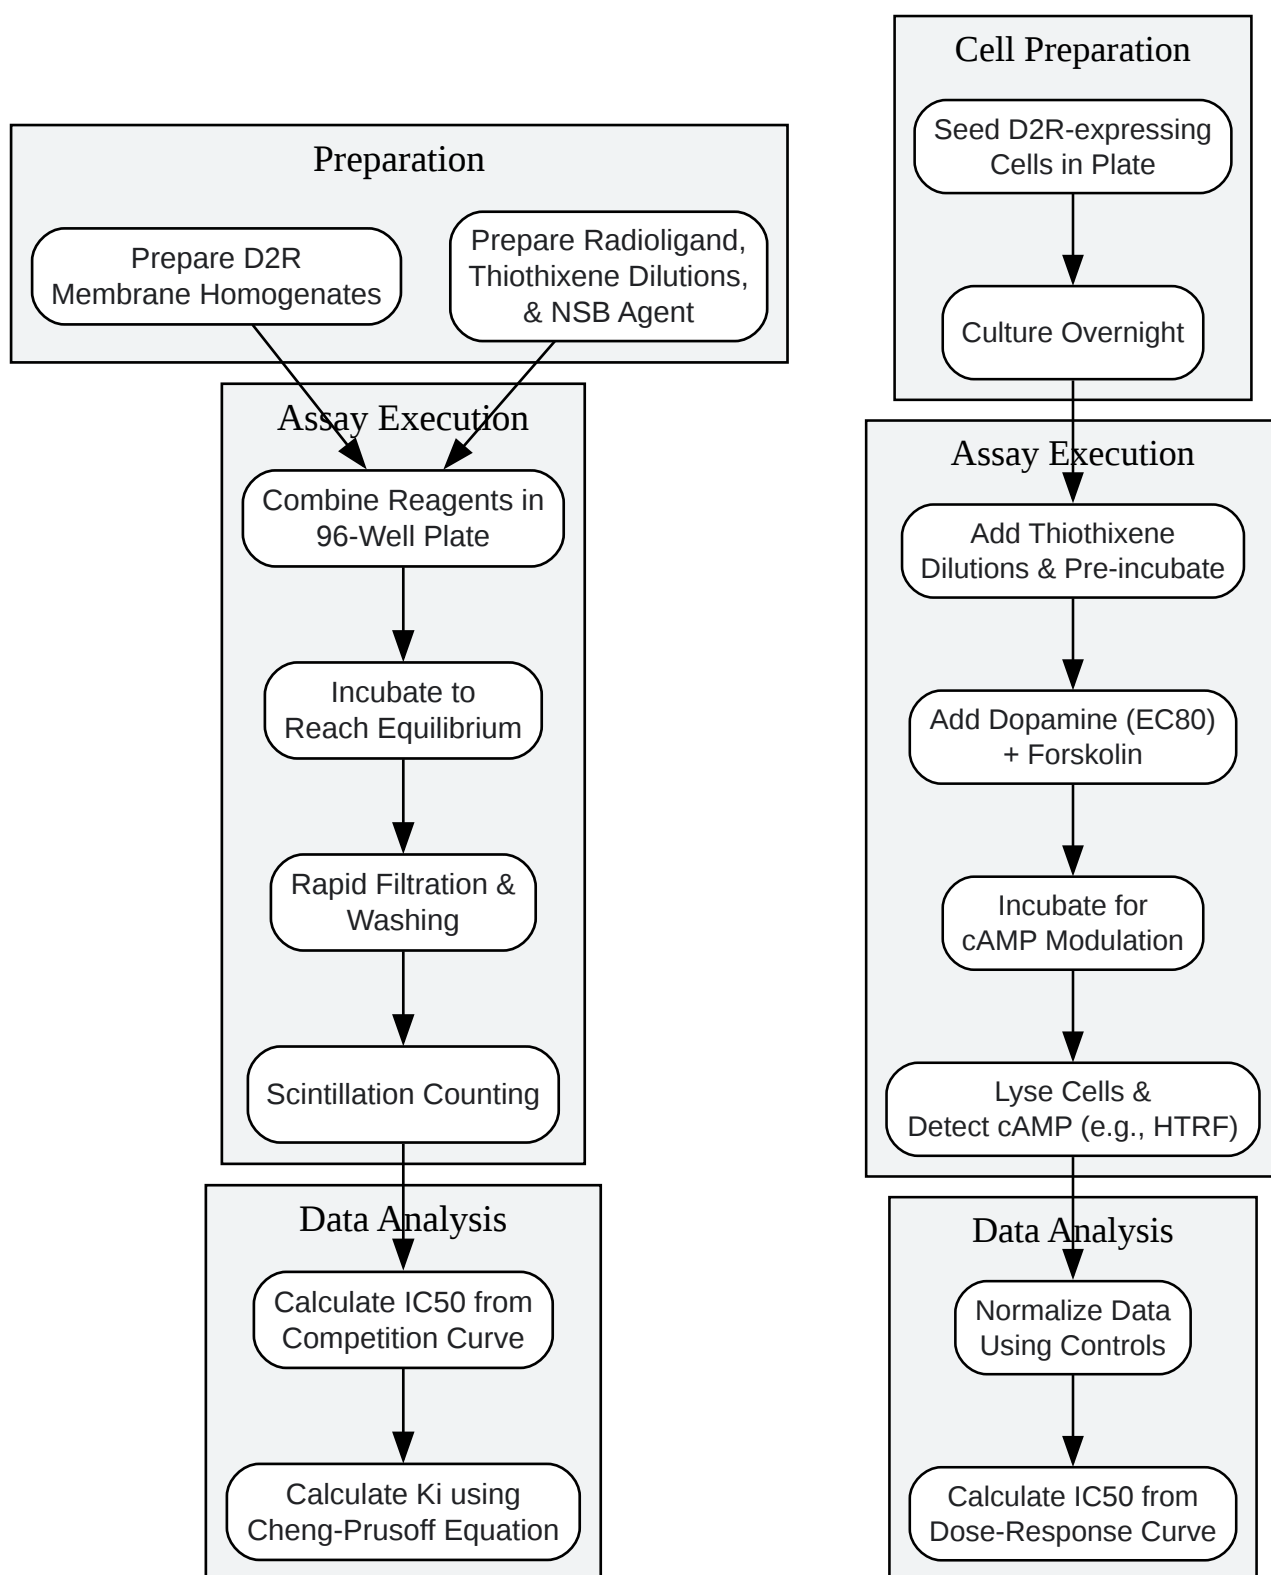 Preparation
Prepare D2R
Membrane Homogenates
Prepare Radioligand,
Thiothixene Dilutions,
& NSB Agent
Assay Execution
Combine Reagents in
96-Well Plate
Incubate to
Reach Equilibrium
Rapid Filtration &
Washing
Scintillation Counting
Data Analysis
Calculate IC50 from
Competition Curve
Calculate Ki using
Cheng-Prusoff Equation
Cell Preparation
Seed D2R-expressing
Cells in Plate
Culture Overnight
Assay Execution
Add Thiothixene
Dilutions & Pre-incubate
Add Dopamine (EC80)
+ Forskolin
Incubate for
cAMP Modulation
Lyse Cells &
Detect cAMP (e.g., HTRF)
Data Analysis
Normalize Data
Using Controls
Calculate IC50 from
Dose-Response Curve